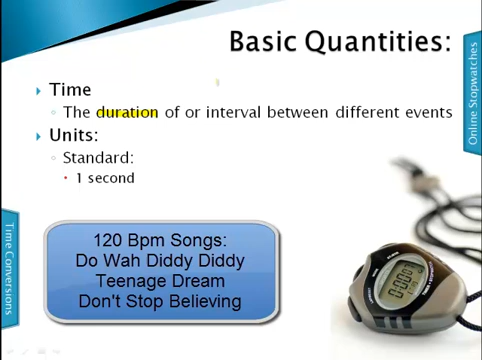 Basic Quantities:
Time
The duration of or interval between different events
Units:
Standard:
1 second
120 Bpm Songs:
Do Wah Diddy Diddy
Teenage Dream
Don't Stop Believing
Time Conversions
Online Stopwatches